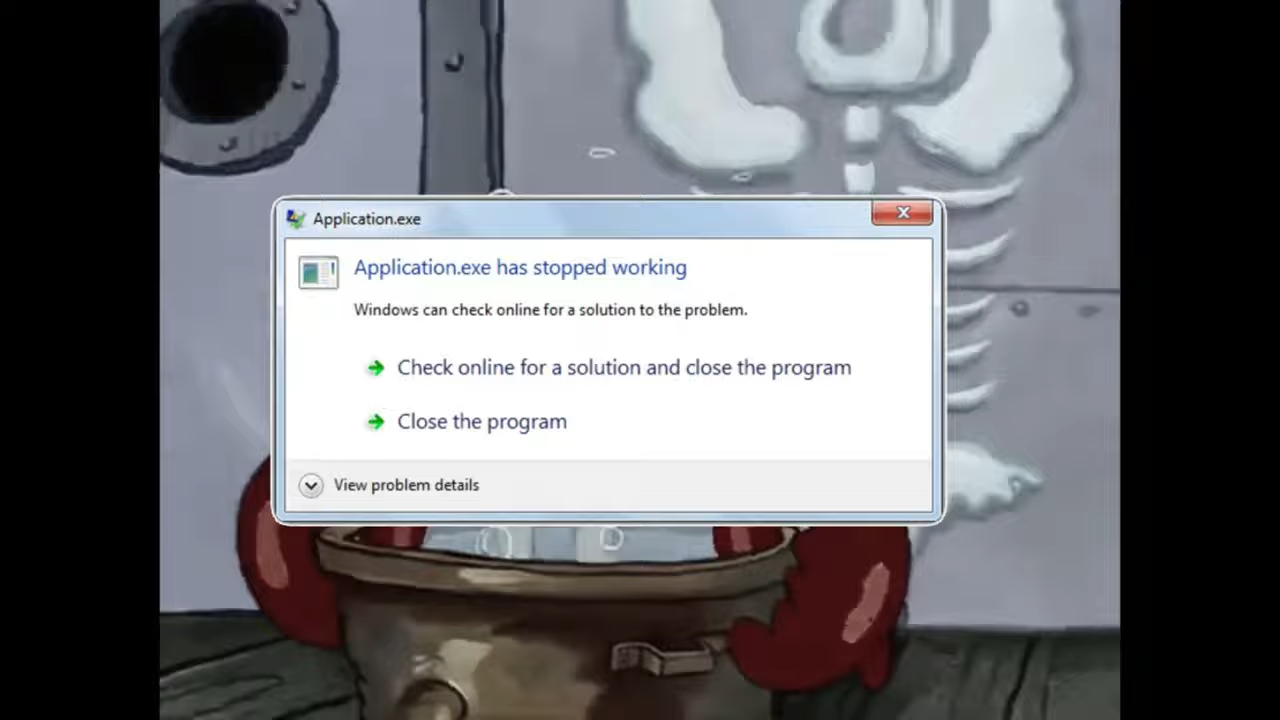 Application.exe
Application.exe has stopped working
Windows can check online for a solution to the problem.
Check online for a solution and close the program
Close the program
View problem details